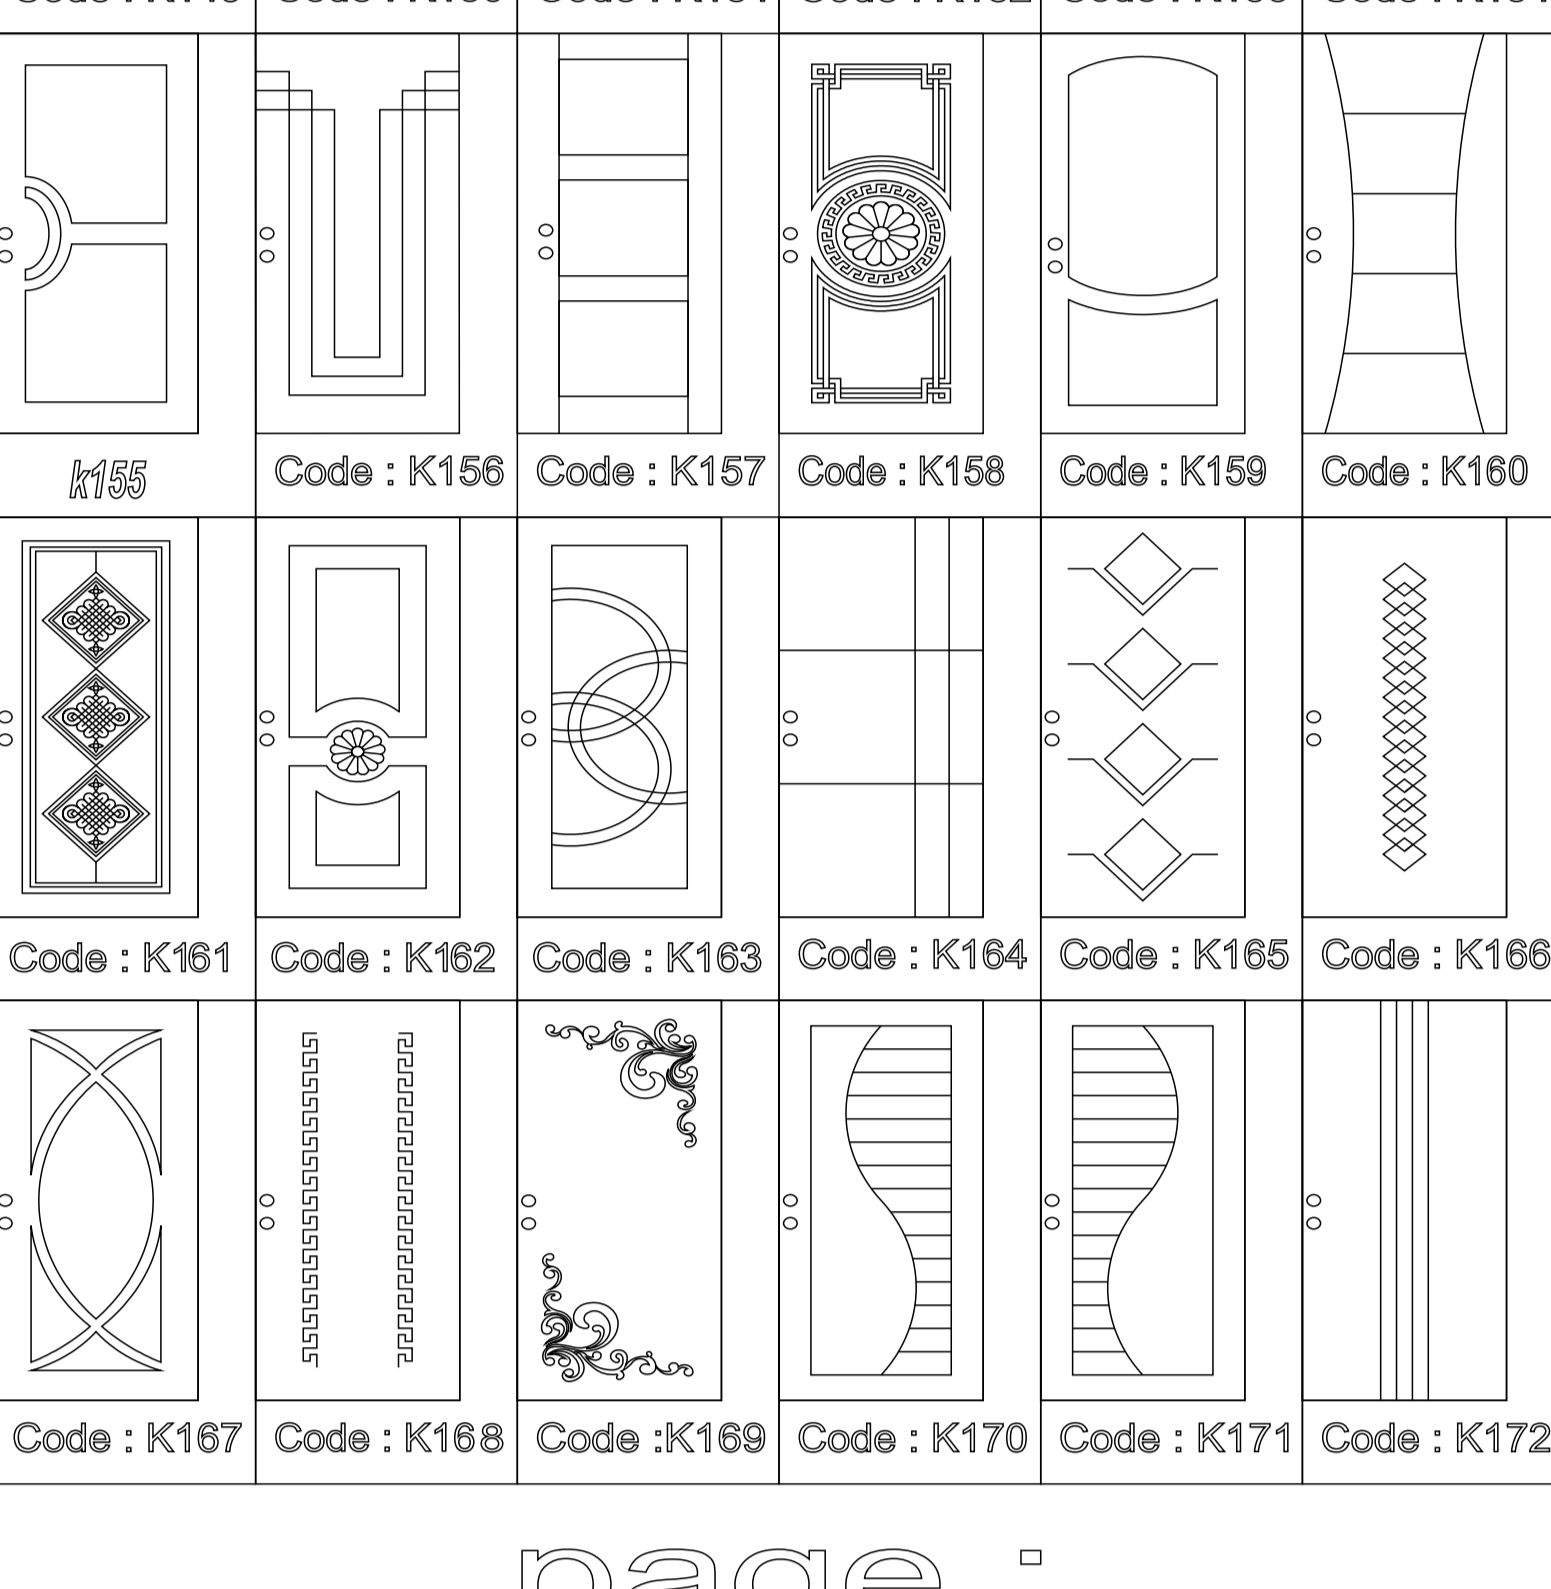 k155
Code : K156
Code : K157
Code : K158
Code : K159
Code : K160
Code : K161
Code : K162
Code : K163
Code : K164
Code : K165
Code : K166
Code : K167
Code : K168
Code :K169
Code : K170
Code : K171
Code : K172
page :